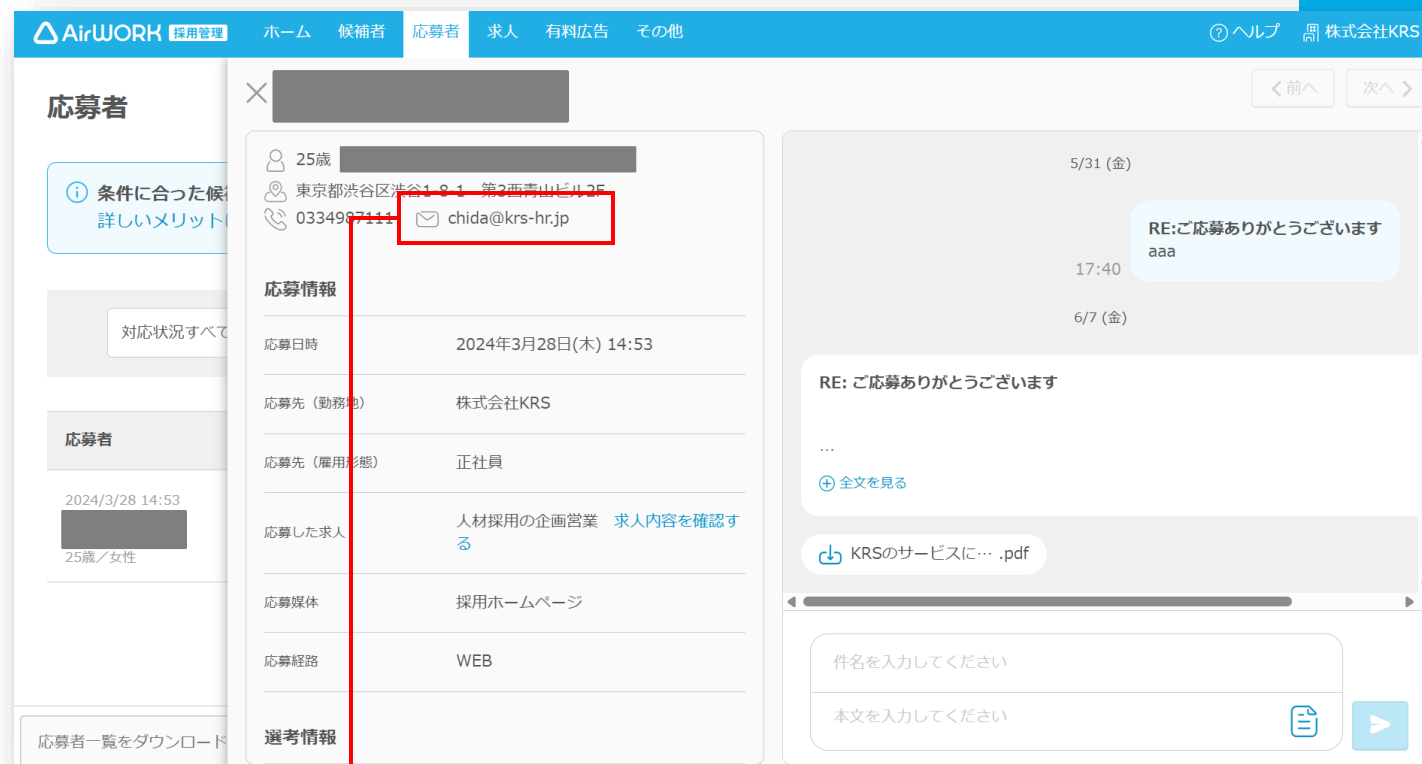 AirWORK 採用管理
ホーム 候補者 応募者 求人 有料広告 その他
ヘルプ 株式会社KRS
応募者
条件に合った候
詳しいメリット
対応状況すべて
応募者
2024/3/28 14:53
25歳／女性
応募者一覧をダウンロード
25歳
東京都渋谷区渋谷1-8-1 第3西青山ビル2F
0334987111 chida@krs-hr.jp
応募情報
応募日時 2024年3月28日(木) 14:53
応募先（勤務地） 株式会社KRS
応募先（雇用形態） 正社員
応募した求人 人材採用の企画営業 求人内容を確認す
る
応募媒体 採用ホームページ
応募経路 WEB
選考情報
前へ 次へ
5/31 (金)
RE:ご応募ありがとうございます
aaa
17:40
6/7 (金)
RE: ご応募ありがとうございます
…
全文を見る
KRSのサービスに… .pdf
件名を入力してください
本文を入力してください